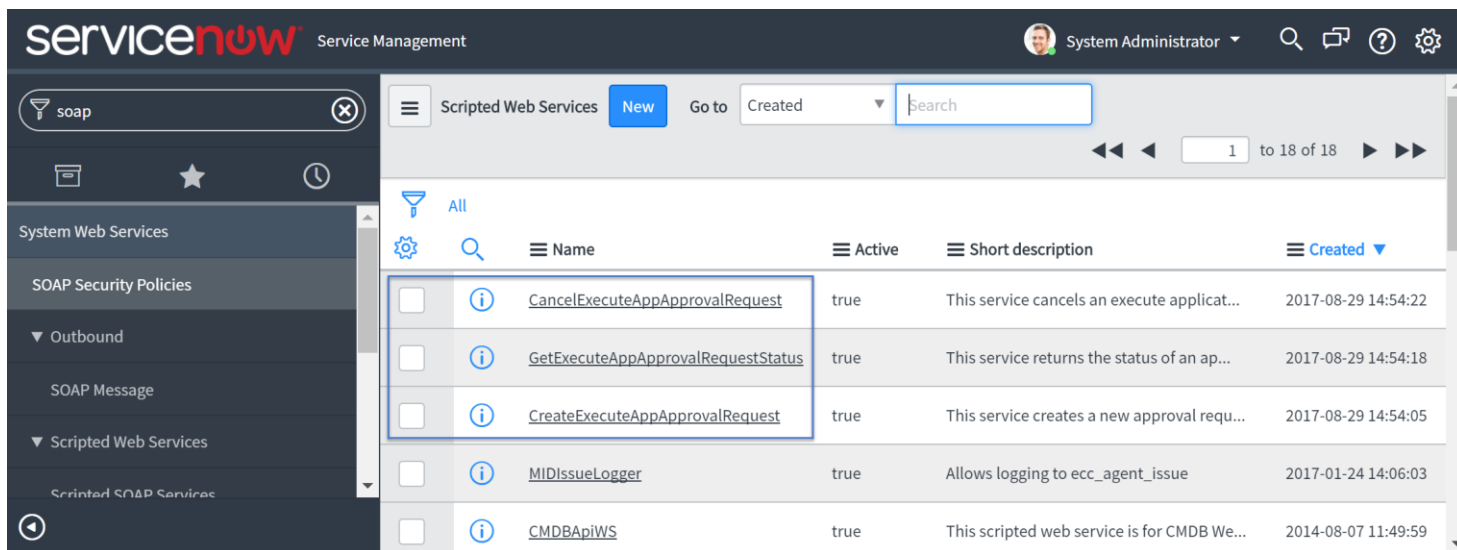 servicenow Service Management
System Administrator
soap
Scripted Web Services New Go to Created Search
1 to 18 of 18
All
System Web Services
SOAP Security Policies
Outbound
SOAP Message
Scripted Web Services
Scripted SOAP Services
Name Active Short description Created
CancelExecuteAppApprovalRequest true This service cancels an execute applicat... 2017-08-29 14:54:22
GetExecuteAppApprovalRequestStatus true This service returns the status of an ap... 2017-08-29 14:54:18
CreateExecuteAppApprovalRequest true This service creates a new approval requ... 2017-08-29 14:54:05
MIDIssueLogger true Allows logging to ecc_agent_issue 2017-01-24 14:06:03
CMDBApiWS true This scripted web service is for CMDB We... 2014-08-07 11:49:59